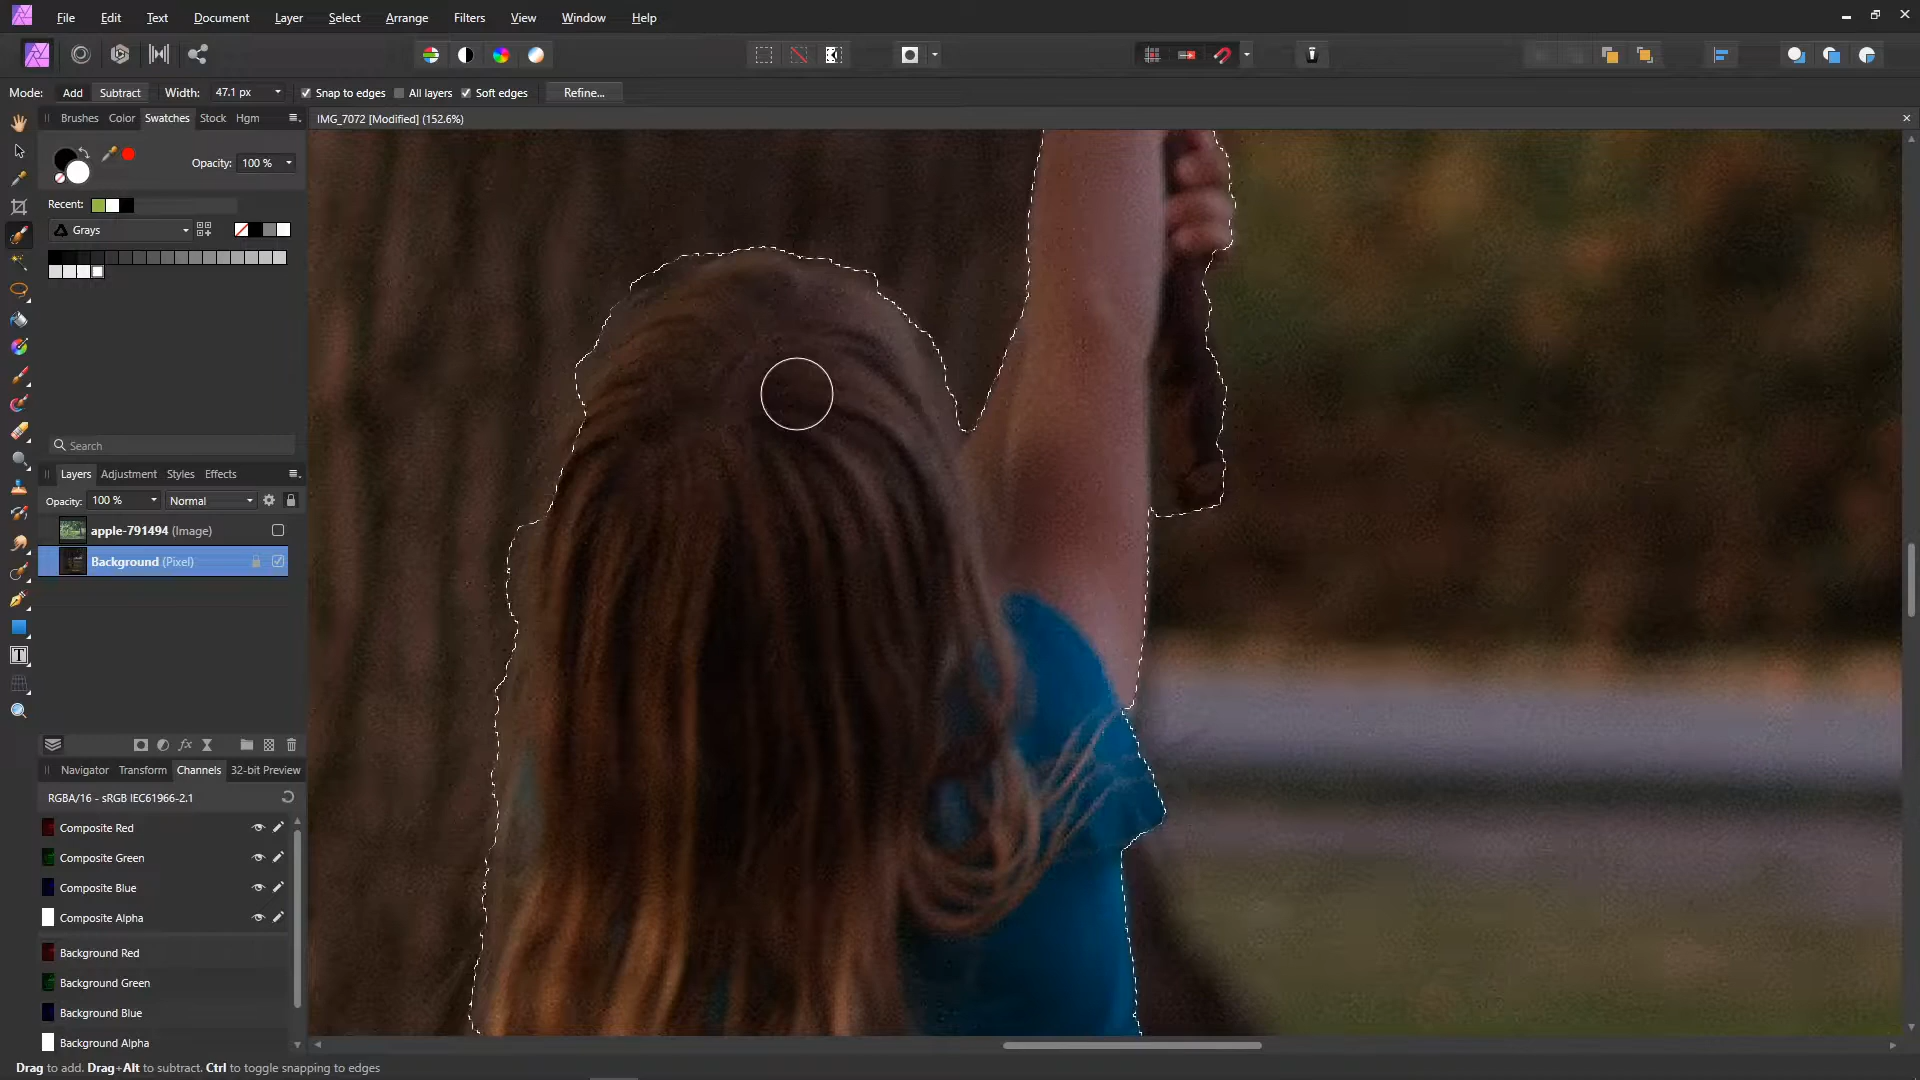 File Edit Text Document Layer Select Arrange Filters View Window Help
Mode: Add Subtract Width: 47.1 px Snap to edges All layers Soft edges Refine...
Brushes Color Swatches Stock Hgm
IMG_7072 [Modified] (152.6%)
Opacity: 100 %
Recent:
Grays
Search
Layers Adjustment Styles Effects
Opacity: 100 % Normal
apple-791494 (Image)
Background (Pixel)
fx
T
Navigator Transform Channels 32-bit Preview
RGBA/16 - sRGB IEC61966-2.1
Composite Red
Composite Green
Composite Blue
Composite Alpha
Background Red
Background Green
Background Blue
Background Alpha
Drag to add. Drag+Alt to subtract. Ctrl to toggle snapping to edges